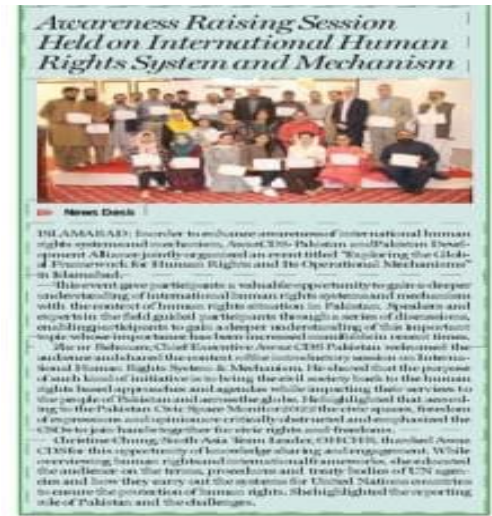 Awareness Raising Session
Held on International Human
Rights System and Mechanism
News Desk
ISLAMABAD: In order to enhance awareness of international human
rights systems and mechanism, AwazCDS-Pakistan and Pakistan Devel-
opment Alliance jointly organized an event titled "Exploring the Glob-
al Framework for Human Rights and Its Operational Mechanisms"
in Islamabad.
This event gave participants a valuable opportunity to gain a deeper
understanding of international human rights systems and mechanism
with the context of human rights situation in Pakistan. Speakers and
experts in the field guided participants through a series of discussions,
enabling participants to gain a deeper understanding of this important
topic whose importance has been increased manifold in recent times.
Zia ur Rehman, Chief Executive Awaz CDS Pakistan welcomed the
audience and shared the context of the introductory session on Interna-
tional Human Rights System & Mechanism. He shared that the purpose
of such kind of initiative is to bring the civil society back to the human
rights based approaches and agendas while imparting their services to
the people of Pakistan and across the globe. He highlighted that accord-
ing to the Pakistan Civic Space Monitor 2022 the civic spaces, freedom
of expressions and opinion are critically obstructed and emphasized the
CSOs to join hands together for civic rights and freedoms.
Christine Chung, South Asia Team Leader, OHCHR, thanked Awaz
CDS for this opportunity of knowledge sharing and engagement. While
overviewing human rights and international frameworks, she educated
the audience on the terms, procedures and treaty bodies of UN agen-
cies and how they carry out the systems for United Nations countries
to ensure the protection of human rights. She highlighted the reporting
role of Pakistan and the challenges.